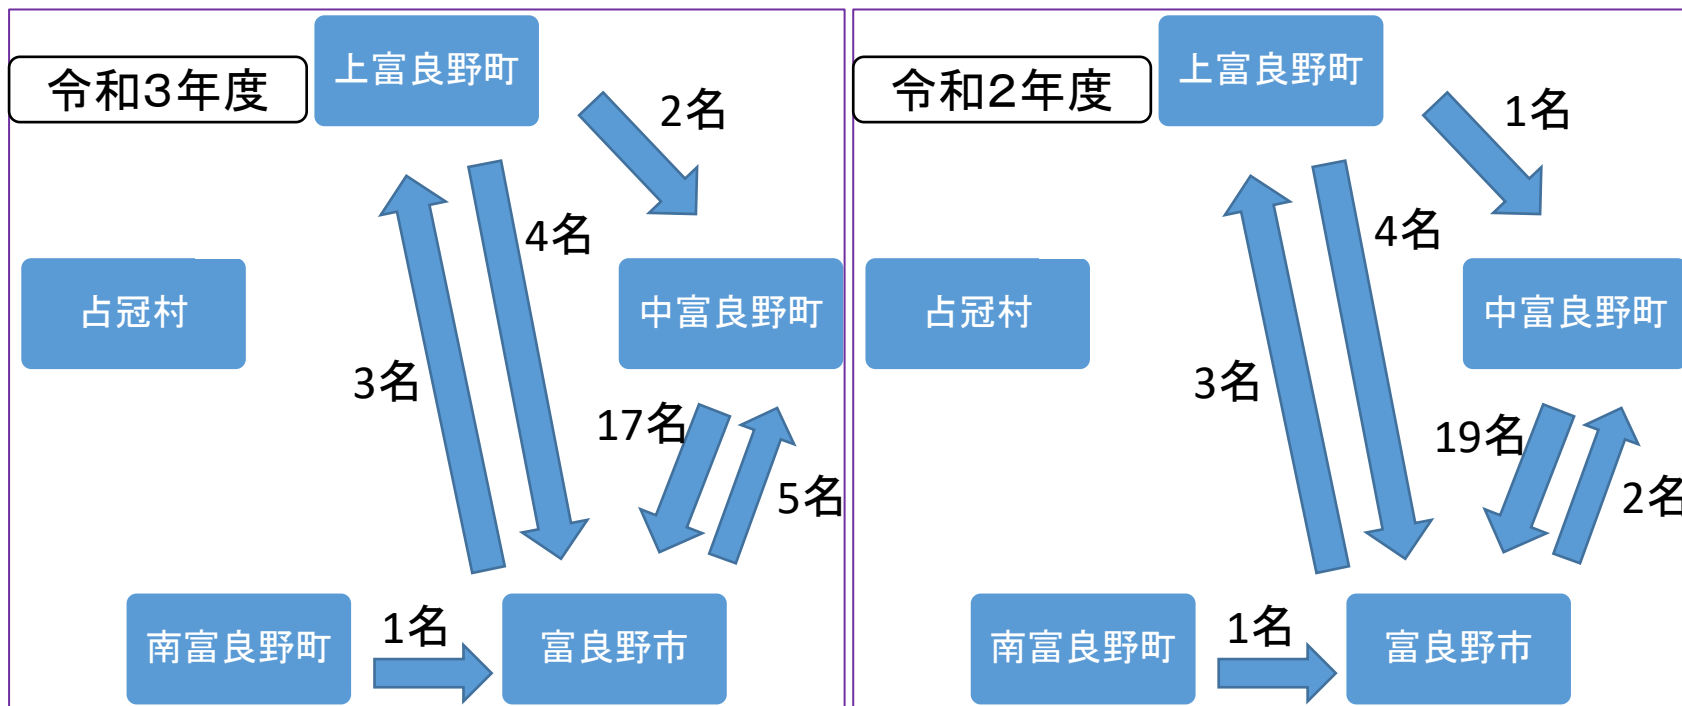 令和3年度
上富良野町
2名
4名
占冠村
中富良野町
3名
17名
5名
南富良野町
1名
富良野市
令和2年度
上富良野町
1名
4名
占冠村
中富良野町
3名
19名
2名
南富良野町
1名
富良野市